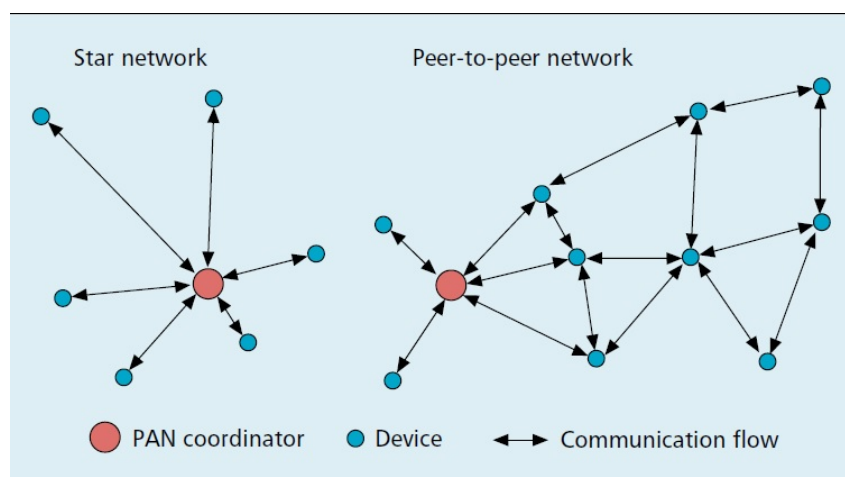 Star network
Peer-to-peer network
PAN coordinator
Device
Communication flow